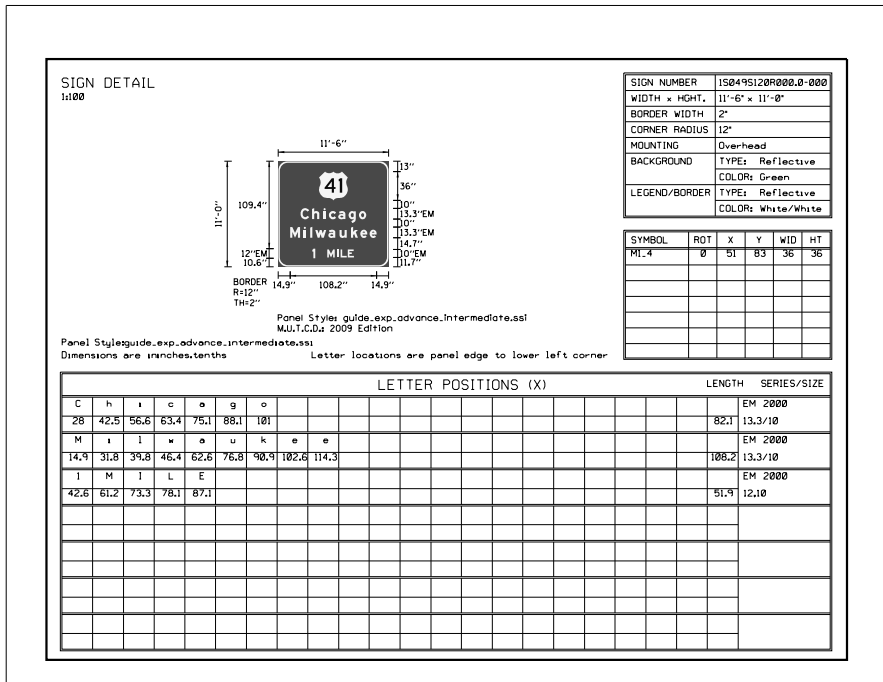 SIGN DETAIL
1:100
SIGN NUMBER 1S049S120R000.0-000
WIDTH x HGHT. 11'-6" x 11'-0"
BORDER WIDTH 2"
CORNER RADIUS 12"
MOUNTING Overhead
BACKGROUND TYPE: Reflective
COLOR: Green
LEGEND/BORDER TYPE: Reflective
COLOR: White/White
SYMBOL ROT X Y WID HT
M1_4 0 51 83 36 36
11'-6"
11'-0"
109.4"
12"EM
10.6"
41
Chicago
Milwaukee
1 MILE
13"
36"
10"
13.3"EM
10"
13.3"EM
14.7"
10"EM
11.7"
14.9" 108.2" 14.9"
BORDER
R=12"
TH=2"
Panel Style: guide_exp_advance_intermediate.ssi
M.U.T.C.D.: 2009 Edition
Panel Style:guide_exp_advance_intermediate.ssi
Dimensions are in inches.tenths Letter locations are panel edge to lower left corner
LETTER POSITIONS (X) LENGTH SERIES/SIZE
C h i c a g o EM 2000
28 42.5 56.6 63.4 75.1 88.1 101 82.1 13.3/10
M i l w a u k e e EM 2000
14.9 31.8 39.8 46.4 62.6 76.8 90.9 102.6 114.3 108.2 13.3/10
1 M I L E EM 2000
42.6 61.2 73.3 78.1 87.1 51.9 12,10